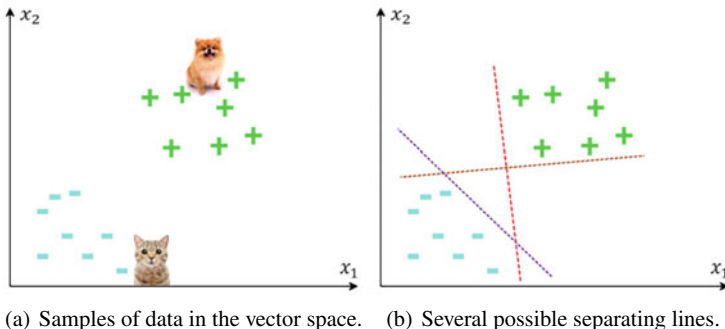 x₂
x₁
x₂
x₁
(a) Samples of data in the vector space.
(b) Several possible separating lines.